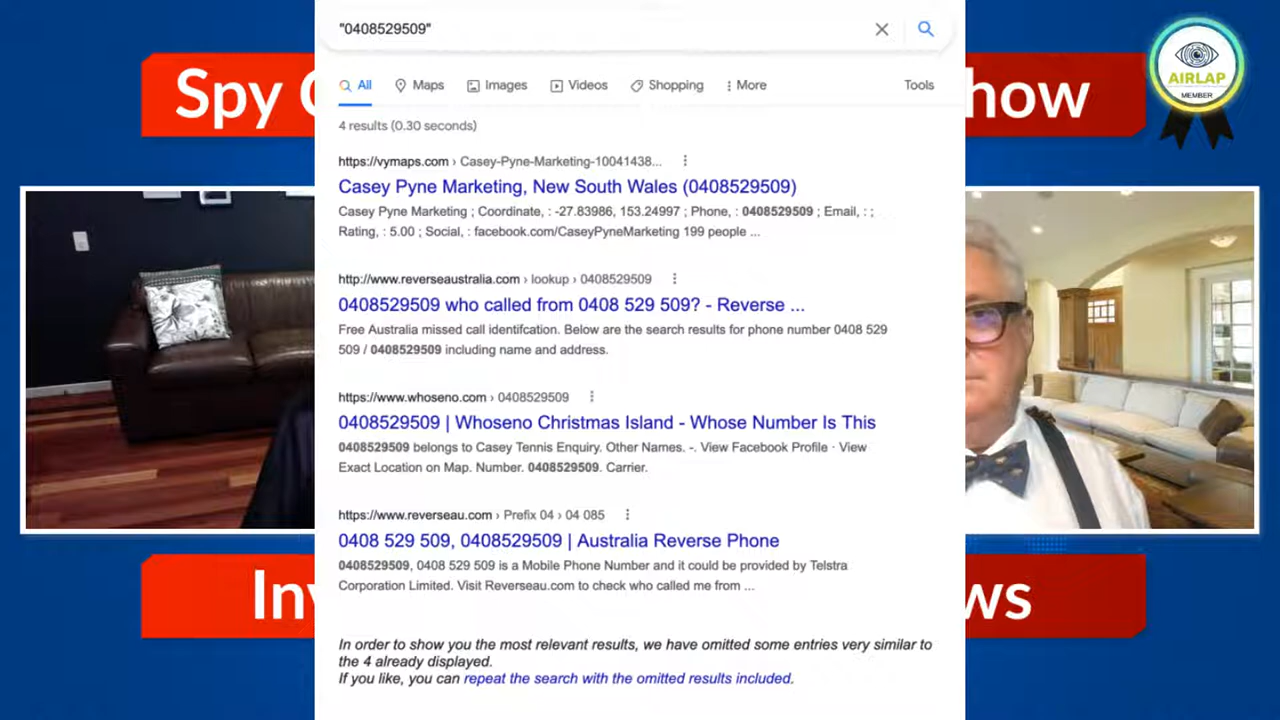 "0408529509"
Spy
how
AIRLAP
MEMBER
All Maps Images Videos Shopping More Tools
4 results (0.30 seconds)
https://vymaps.com › Casey-Pyne-Marketing-10041438...
Casey Pyne Marketing, New South Wales (0408529509)
Casey Pyne Marketing ; Coordinate, : -27.83986, 153.24997 ; Phone, : 0408529509 ; Email, : ;
Rating, : 5.00 ; Social, : facebook.com/CaseyPyneMarketing 199 people ...
http://www.reverseaustralia.com › lookup › 0408529509
0408529509 who called from 0408 529 509? - Reverse ...
Free Australia missed call identifcation. Below are the search results for phone number 0408 529
509 / 0408529509 including name and address.
https://www.whoseno.com › 0408529509
0408529509 | Whoseno Christmas Island - Whose Number Is This
0408529509 belongs to Casey Tennis Enquiry. Other Names. -. View Facebook Profile · View
Exact Location on Map. Number. 0408529509. Carrier.
https://www.reverseau.com › Prefix 04 › 04 085
0408 529 509, 0408529509 | Australia Reverse Phone
0408529509, 0408 529 509 is a Mobile Phone Number and it could be provided by Telstra
Corporation Limited. Visit Reverseau.com to check who called me from ...
In
ws
In order to show you the most relevant results, we have omitted some entries very similar to
the 4 already displayed.
If you like, you can repeat the search with the omitted results included.